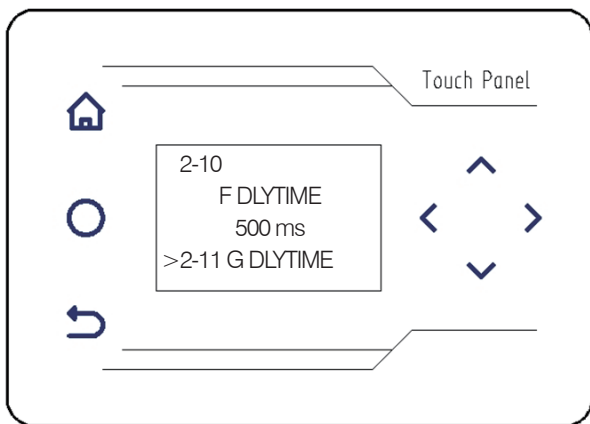 Touch Panel
2-10
F DLYTIME
500 ms
>2-11 G DLYTIME